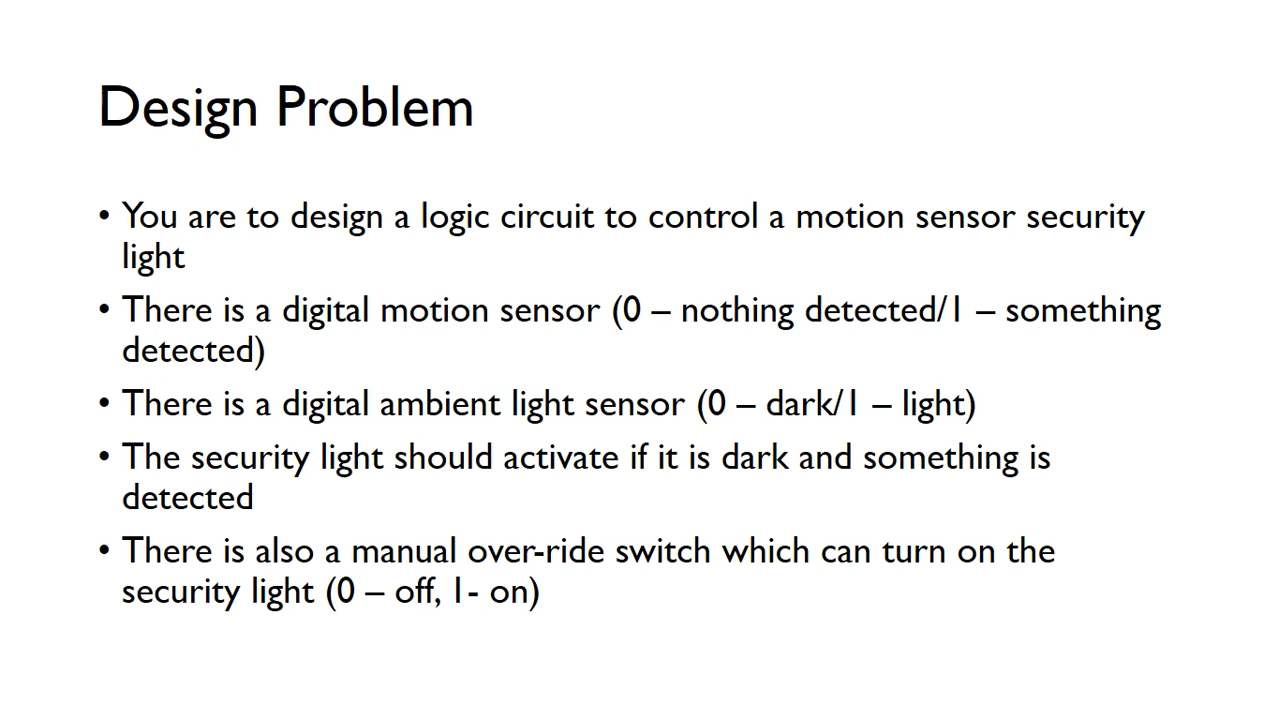 Design Problem
• You are to design a logic circuit to control a motion sensor security
light
• There is a digital motion sensor (0 – nothing detected/1 – something
detected)
• There is a digital ambient light sensor (0 – dark/1 – light)
• The security light should activate if it is dark and something is
detected
• There is also a manual over-ride switch which can turn on the
security light (0 – off, 1- on)